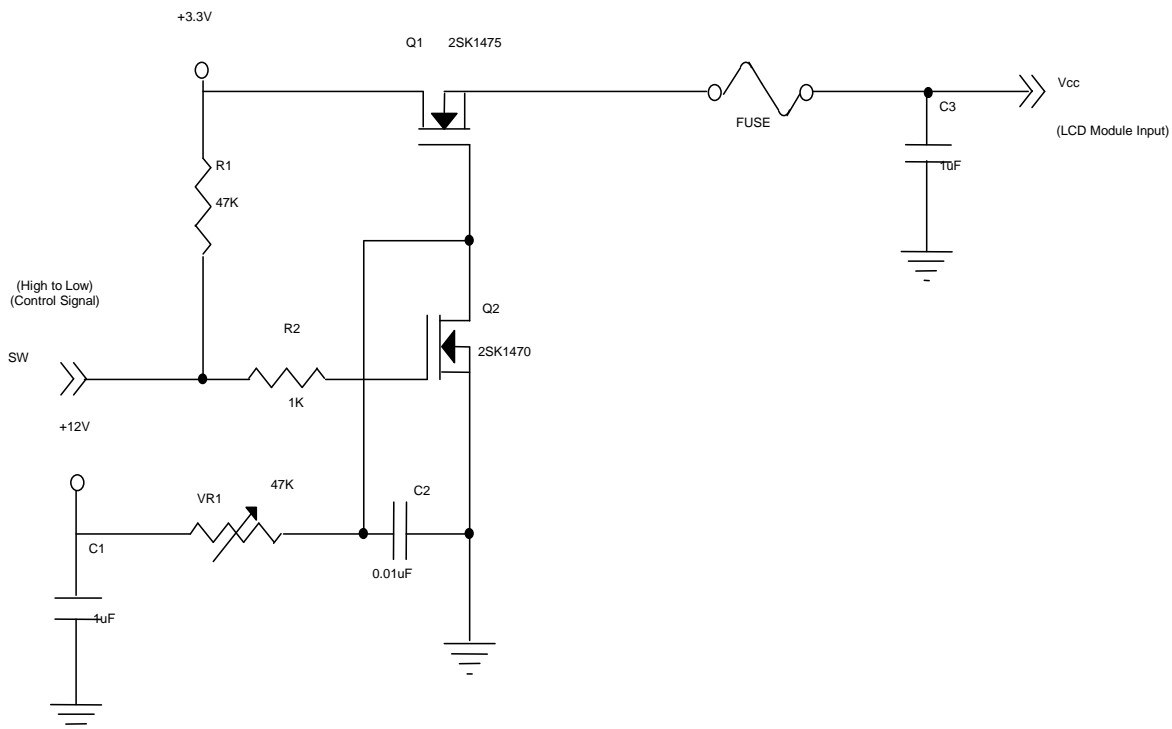 +3.3V
Q1 2SK1475
Vcc
C3
FUSE
(LCD Module Input)
1uF
R1
47K
(High to Low)
(Control Signal)
Q2
R2
2SK1470
SW
1K
+12V
47K
C2
VR1
C1
0.01uF
1uF